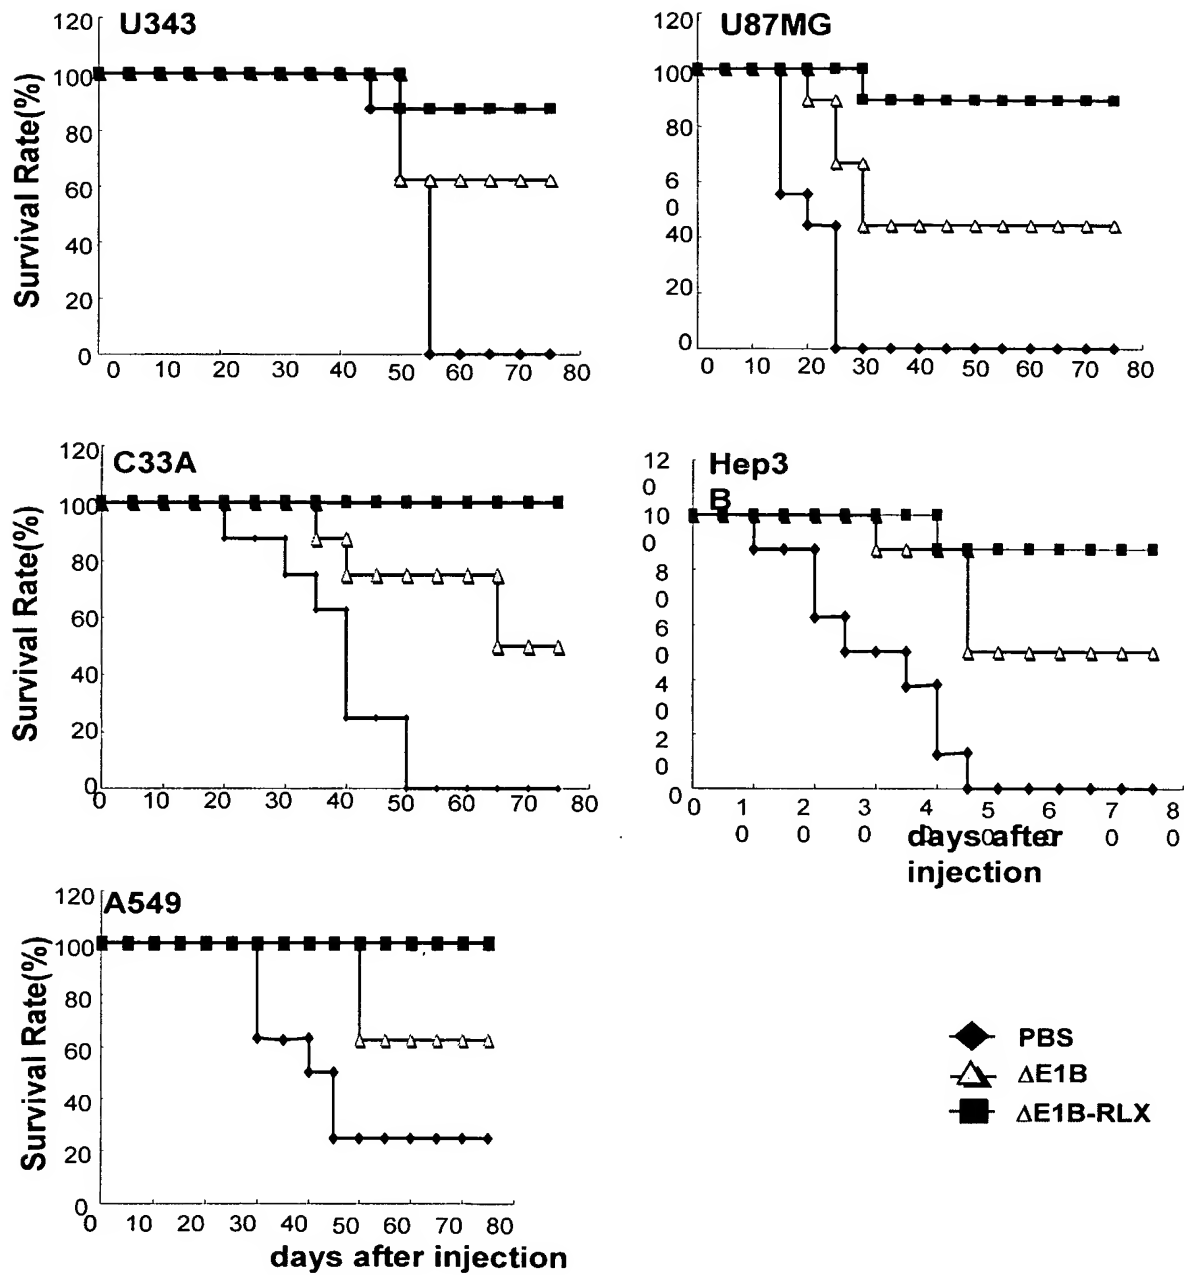 U343
120
100
80
60
40
20
0
Survival Rate(%)
0 10 20 30 40 50 60 70 80
U87MG
120
100
80
6
0
40
20
0
0 10 20 30 40 50 60 70 80
C33A
120
100
80
60
40
20
0
Survival Rate(%)
0 10 20 30 40 50 60 70 80
Hep3
B
12
0
10
0
8
0
6
0
4
0
2
0
0
0 1 2 3 4 5 6 7 8
0 0 0 0 0 0 0 0
days after
injection
A549
120
100
80
60
40
20
0
Survival Rate(%)
0 10 20 30 40 50 60 70 80
days after injection
PBS
ΔE1B
ΔE1B-RLX